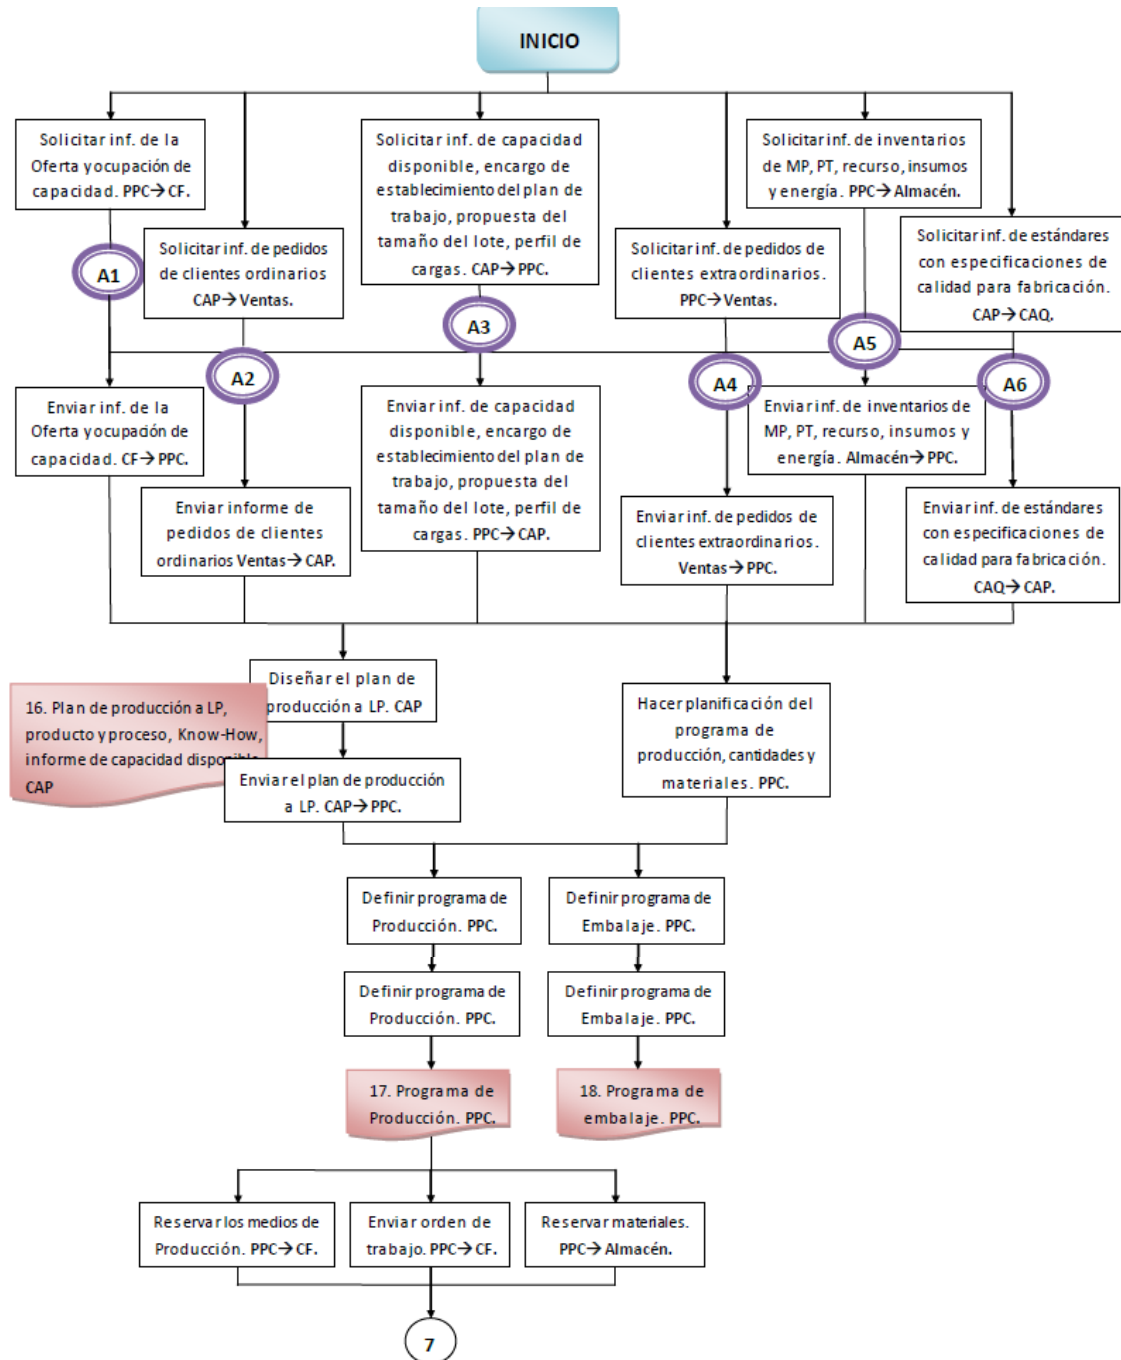 INICIO
Solicitar inf. de la
Oferta y ocupación de
capacidad. PPC→CF.
Solicitar inf. de capacidad
disponible, encargo de
establecimiento del plan de
trabajo, propuesta del
tamaño del lote, perfil de
cargas. CAP→PPC.
Solicitar inf. de inventarios
de MP, PT, recurso, insumos
y energía. PPC→Almacén.
Solicitar inf. de pedidos
de clientes ordinarios
CAP→Ventas.
Solicitar inf. de pedidos de
clientes extraordinarios.
PPC→Ventas.
Solicitar inf. de estándares
con especificaciones de
calidad para fabricación.
CAP→CAQ.
A1
A2
A3
A4
A5
A6
Enviar inf. de la
Oferta y ocupación de
capacidad. CF→PPC.
Enviar inf. de capacidad
disponible, encargo de
establecimiento del plan de
trabajo, propuesta del
tamaño del lote, perfil de
cargas. PPC→CAP.
Enviar inf. de inventarios de
MP, PT, recurso, insumos y
energía. Almacén→PPC.
Enviar informe de
pedidos de clientes
ordinarios Ventas→CAP.
Enviar inf. de pedidos de
clientes extraordinarios.
Ventas→PPC.
Enviar inf. de estándares
con especificaciones de
calidad para fabricación.
CAQ→CAP.
Diseñar el plan de
producción a LP. CAP
16. Plan de producción a LP,
producto y proceso, Know-How,
informe de capacidad
CAP
Enviar el plan de producción
a LP. CAP→PPC.
Hacer planificación del
programa de
producción, cantidades y
materiales. PPC.
Definir programa de
Producción. PPC.
Definir programa de
Embalaje. PPC.
Definir programa de
Producción. PPC.
Definir programa de
Embalaje. PPC.
17. Programa de
Producción. PPC.
18. Programa de
embalaje. PPC.
Reservar los medios de
Producción. PPC→CF.
Enviar orden de
trabajo. PPC→CF.
Reservar materiales.
PPC→Almacén.
7